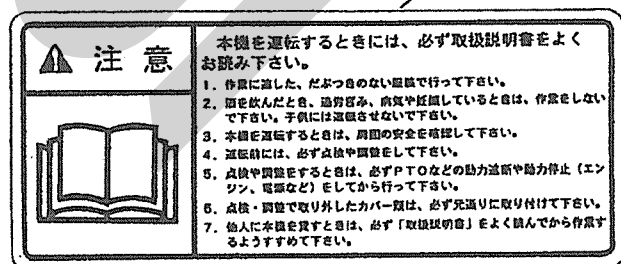 注 意
本機を運転するときには、必ず取扱説明書をよく
お読み下さい。
1. 作業に適した、だぶつきのない服装で行って下さい。
2. 酒を飲んだとき、過労ぎみ、病気や妊娠しているときは、作業をしない
で下さい。子供には運転させないで下さい。
3. 本機を運転するときは、周囲の安全を確認して下さい。
4. 運転前には、必ず点検や調整をして下さい。
5. 点検や調整をするときは、必ずPTOなどの動力遮断や動力停止（エン
ジン、電源など）をしてから行って下さい。
6. 点検・調整で取り外したカバー類は、必ず元通りに取り付けて下さい。
7. 他人に本機を貸すときは、必ず「取扱説明書」をよく読んでから作業す
るようすすめて下さい。